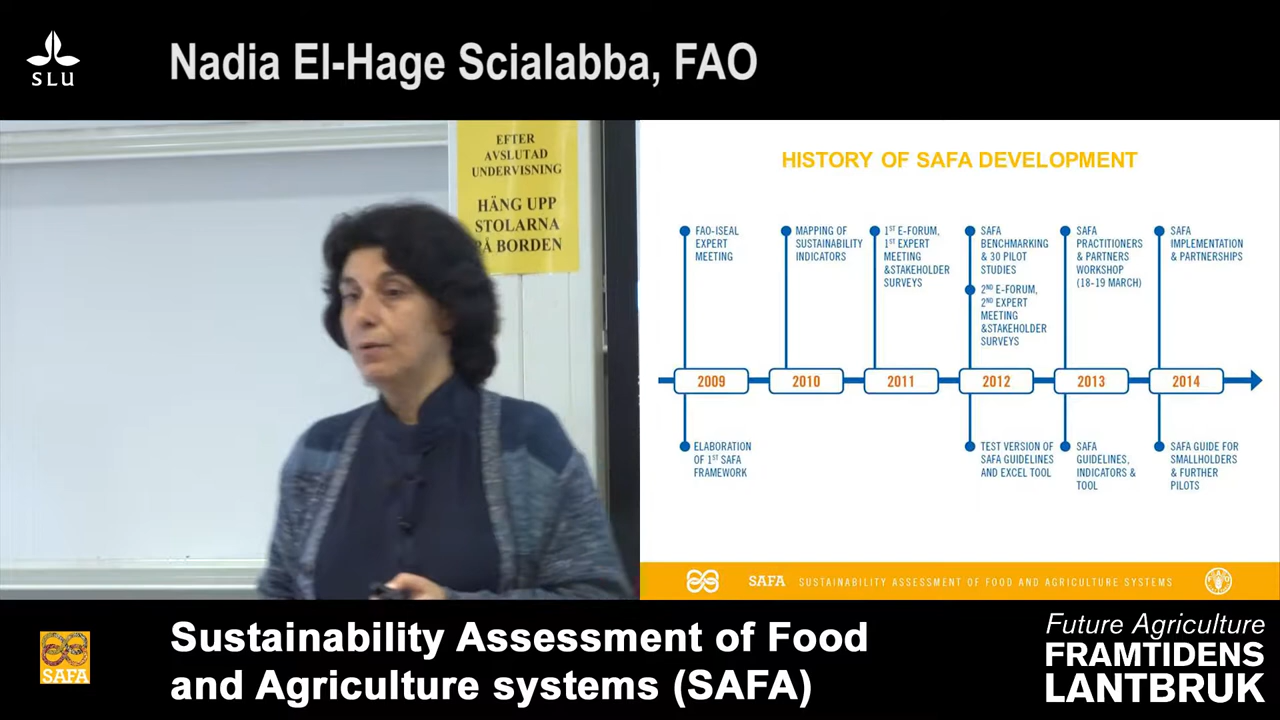 SLU
Nadia El-Hage Scialabba, FAO
EFTER
AVSLUTAD
UNDERVISNING
HÄNG UPP
STOLARNA
PÅ BORDEN
HISTORY OF SAFA DEVELOPMENT
FAO-ISEAL
EXPERT
MEETING
MAPPING OF
SUSTAINABILITY
INDICATORS
1ST E-FORUM,
1ST EXPERT
MEETING
&STAKEHOLDER
SURVEYS
SAFA
BENCHMARKING
& 30 PILOT
STUDIES
2ND E-FORUM,
2ND EXPERT
MEETING
&STAKEHOLDER
SURVEYS
SAFA
PRACTITIONERS
& PARTNERS
WORKSHOP
(18-19 MARCH)
SAFA
IMPLEMENTATION
& PARTNERSHIPS
2009
2010
2011
2012
2013
2014
ELABORATION
OF 1ST SAFA
FRAMEWORK
TEST VERSION OF
SAFA GUIDELINES
AND EXCEL TOOL
SAFA
GUIDELINES,
INDICATORS &
TOOL
SAFA GUIDE FOR
SMALLHOLDERS
& FURTHER
PILOTS
SAFA SUSTAINABILITY ASSESSMENT OF FOOD AND AGRICULTURE SYSTEMS
SAFA
Sustainability Assessment of Food
and Agriculture systems (SAFA)
Future Agriculture
FRAMTIDENS
LANTBRUK